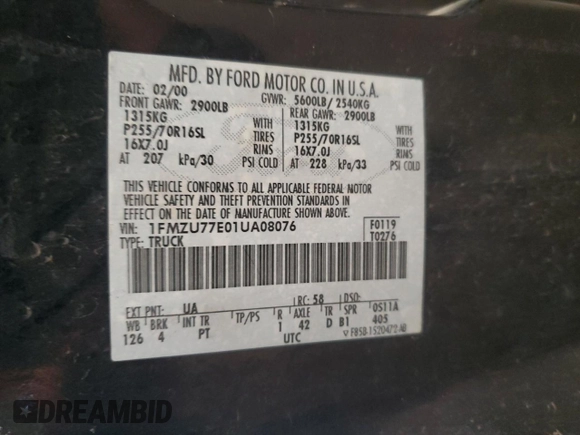 MFD. BY FORD MOTOR CO. IN U.S.A.
DATE: 02/00 GVWR: 5600LB/ 2540KG
FRONT GAWR: 2900LB REAR GAWR: 2900LB
1315KG WITH 1315KG WITH
P255/70R16SL TIRES P255/70R16SL TIRES
16X7.0J RIMS 16X7.0J RIMS
AT 207 kPa/30 PSI COLD AT 228 kPa/33 PSI COLD
THIS VEHICLE CONFORMS TO ALL APPLICABLE FEDERAL MOTOR
VEHICLE SAFETY AND THEFT PREVENTION STANDARDS IN
EFFECT ON THE DATE OF MANUFACTURE SHOWN ABOVE.
VIN: 1FMZU77E01UA08076 F0119
TYPE: TRUCK T0276
EXT PNT: UA RC: 58 DSO:
WB BRK INT TR TP/PS R AXLE TR SPR OS11A
126 4 PT 1 42 D B1 405
UTC ▽ F85B-1520472-AB
DREAMBID